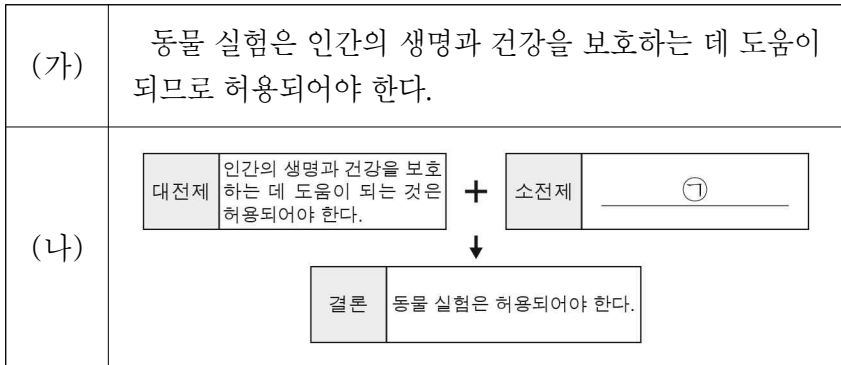 (가)
동물 실험은 인간의 생명과 건강을 보호하는 데 도움이
되므로 허용되어야 한다.
(나)
대전제
인간의 생명과 건강을 보호
하는 데 도움이 되는 것은
허용되어야 한다.
+
소전제
㉠
결론
동물 실험은 허용되어야 한다.